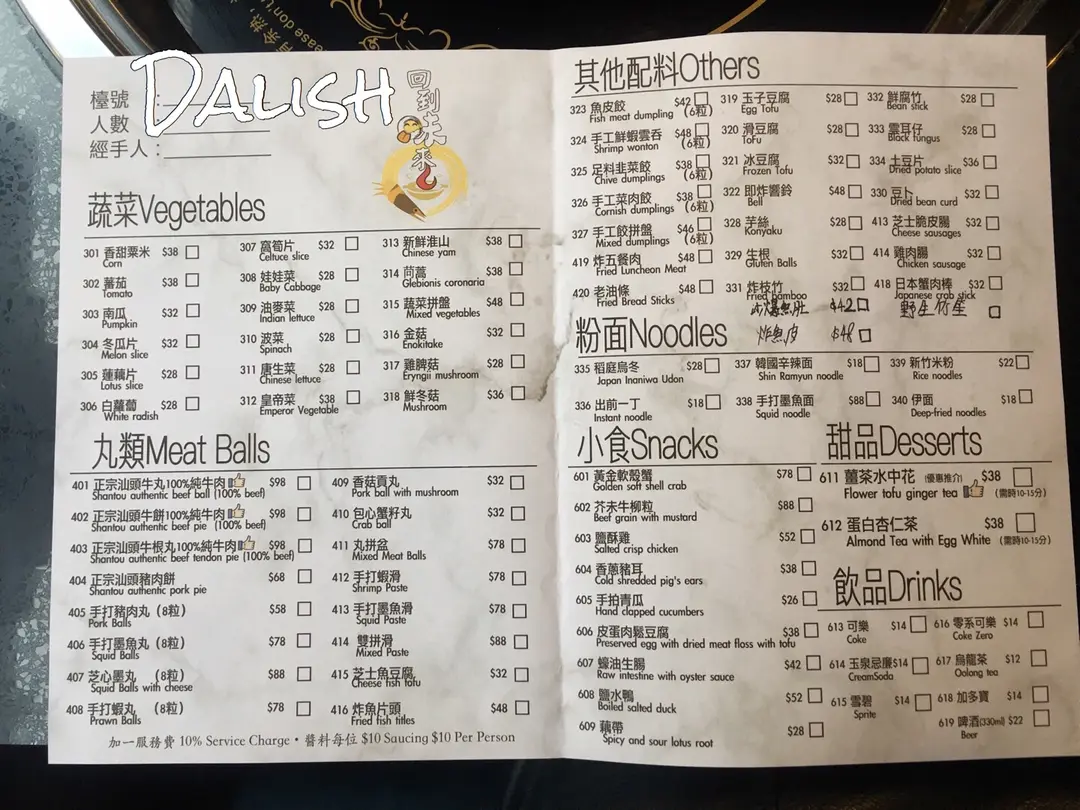 DALISH
檯號：
人數：
經手人：
回到未來
蔬菜Vegetables
301 香甜粟米 $38
Corn
302 蕃茄 $38
Tomato
303 南瓜 $32
Pumpkin
304 冬瓜片 $32
Melon slice
305 蓮藕片 $28
Lotus slice
306 白蘿蔔 $28
White radish
307 窩筍片 $32
Celtuce slice
308 娃娃菜 $28
Baby Cabbage
309 油麥菜 $28
Indian lettuce
310 菠菜 $28
Spinach
311 唐生菜 $28
Chinese lettuce
312 皇帝菜 $38
Emperor Vegetable
313 新鮮淮山 $38
Chinese yam
314 茼蒿 $38
Glebionis coronaria
315 蔬菜拼盤 $48
Mixed vegetables
316 金菇 $32
Enokitake
317 雞脾菇 $28
Eryngii mushroom
318 鮮冬菇 $36
Mushroom
丸類Meat Balls
401 正宗汕頭牛丸100%純牛肉 $98
Shantou authentic beef ball (100% beef)
402 正宗汕頭牛餅100%純牛肉 $98
Shantou authentic beef pie (100% beef)
403 正宗汕頭牛根丸100%純牛肉 $98
Shantou authentic beef tendon pie (100% beef)
404 正宗汕頭豬肉餅 $68
Shantou authentic pork pie
405 手打豬肉丸（8粒） $58
Pork Balls
406 手打墨魚丸（8粒） $78
Squid Balls
407 芝心墨丸（8粒） $88
Squid Balls with cheese
408 手打蝦丸（8粒） $78
Prawn Balls
409 香菇貢丸 $32
Pork ball with mushroom
410 包心蟹籽丸 $32
Crab ball
411 丸拼盆 $78
Mixed Meat Balls
412 手打蝦滑 $78
Shrimp Paste
413 手打墨魚滑 $78
Squid Paste
414 雙拼滑 $88
Mixed Paste
415 芝士魚豆腐 $32
Cheese fish tofu
416 炸魚片頭 $48
Fried fish titles
加一服務費 10% Service Charge • 醬料每位 $10 Saucing $10 Per Person
其他配料Others
323 魚皮餃 $42
Fish meat dumpling (6粒)
324 手工鮮蝦雲吞 $48
Shrimp wonton (6粒)
325 足料韭菜餃 $38
Chive dumplings (6粒)
326 手工菜肉餃 $38
Cornish dumplings (6粒)
327 手工餃拼盤 $46
Mixed dumplings (6粒)
419 炸五餐肉 $48
Fried Luncheon Meat
420 老油條 $48
Fried Bread Sticks
319 玉子豆腐 $28
Egg Tofu
320 滑豆腐 $28
ToFu
321 冰豆腐 $32
Frozen Tofu
322 即炸響鈴 $48
Bell
328 芋絲 $28
Konyaku
329 生根 $32
Gluten Balls
331 炸枝竹 $32
Fried bamboo
$42
炸魚皮 $48
332 鮮腐竹 $28
Bean stick
333 雲耳仔 $28
Black fungus
334 土豆片 $36
Dried potato slice
330 豆卜 $32
Dried bean curd
413 芝士脆皮腸 $32
Cheese sausages
414 雞肉腸 $32
Chicken sausage
418 日本蟹肉棒 $32
Japanese crab stick
野生竹笙
粉面Noodles
335 稻庭烏冬 $28
Japan Inaniwa Udon
336 出前一丁 $18
Instant noodle
337 韓國辛辣面 $18
Shin Ramyun noodle
338 手打墨魚面 $88
Squid noodle
339 新竹米粉 $22
Rice noodles
340 伊面 $18
Deep-fried noodles
小食Snacks
601 黃金軟殼蟹 $78
Golden soft shell crab
602 芥末牛柳粒 $88
Beef grain with mustard
603 鹽酥雞 $52
Salted crisp chicken
604 香蔥豬耳 $38
Cold shredded pig's ears
605 手拍青瓜 $26
Hand clapped cucumbers
606 皮蛋肉鬆豆腐 $38
Preserved egg with dried meat floss with tofu
607 蠔油生腸 $42
Raw intestine with oyster sauce
608 鹽水鴨 $52
Boiled salted duck
609 藕帶 $28
Spicy and sour lotus root
甜品Desserts
611 薑茶水中花（優惠推介） $38
Flower tofu ginger tea （需時10-15分）
612 蛋白杏仁茶 $38
Almond Tea with Egg White （需時10-15分）
飲品Drinks
613 可樂 $14
Coke
614 玉泉忌廉 $14
CreamSoda
615 雪碧 $14
Sprite
616 零系可樂 $14
Coke Zero
617 烏龍茶 $12
Oolong tea
618 加多寶 $14
619 啤酒(330ml) $22
Beer